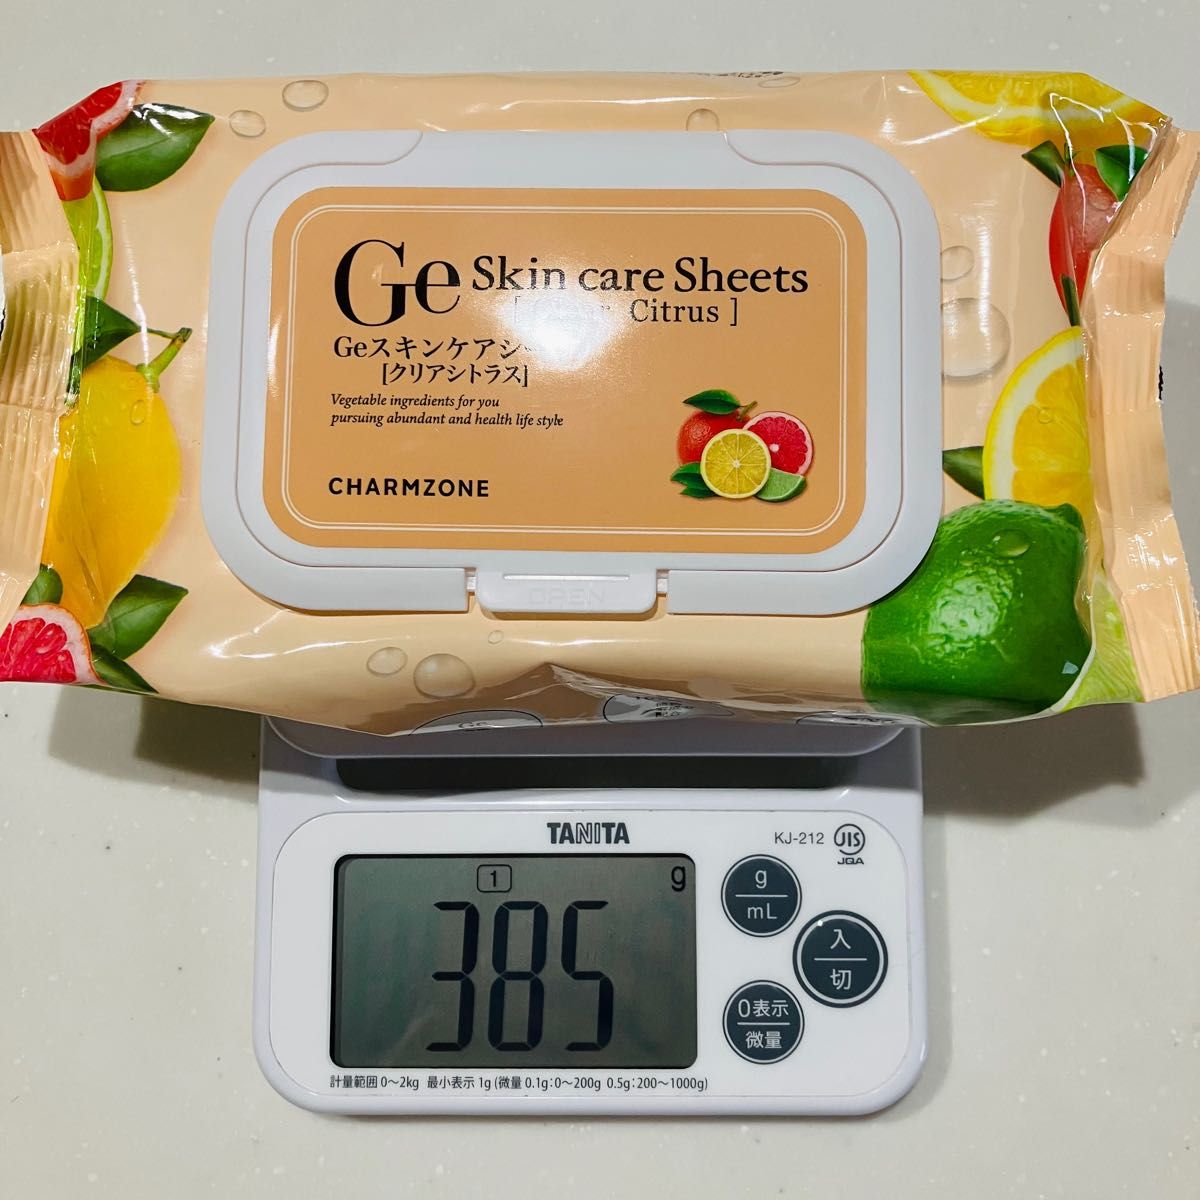 Ge Skin care Sheets
Citrus ]
Geスキンケアシ
[クリアシトラス]
Vegetable ingredients for you
pursuing abundant and health life style
CHARMZONE
OPEN
TANITA
KJ-212 JIS
JQA
1 g
385
g
mL
入
切
0表示
微量
計量範囲 0～2kg 最小表示 1g (微量 0.1g:0～200g 0.5g:200～1000g)